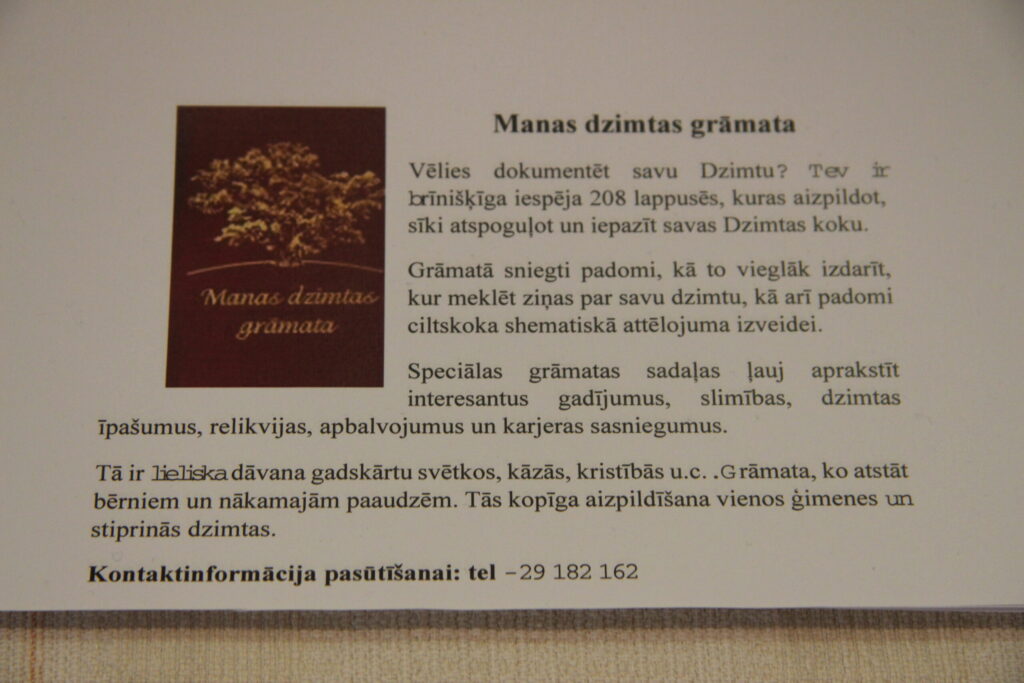 Manas dzimtas grāmata
Manas dzimtas
grāmata
Vēlies dokumentēt savu Dzimtu? Tev ir
brīnišķīga iespēja 208 lappusēs, kuras aizpildot,
sīki atspoguļot un iepazīt savas Dzimtas koku.
Grāmatā sniegti padomi, kā to vieglāk izdarīt,
kur meklēt ziņas par savu dzimtu, kā arī padomi
ciltskoka shematiskā attēlojuma izveidei.
Speciālas grāmatas sadaļas ļauj aprakstīt
interesantus gadījumus, slimības, dzimtas
īpašumus, relikvijas, apbalvojumus un karjeras sasniegumus.
Tā ir lieliska dāvana gadskārtu svētkos, kāzās, kristībās u.c. .Grāmata, ko atstāt
bērniem un nākamajām paaudzēm. Tās kopīga aizpildīšana vienos ģimenes un
stiprinās dzimtas.
Kontaktinformācija pasūtīšanai: tel –29 182 162